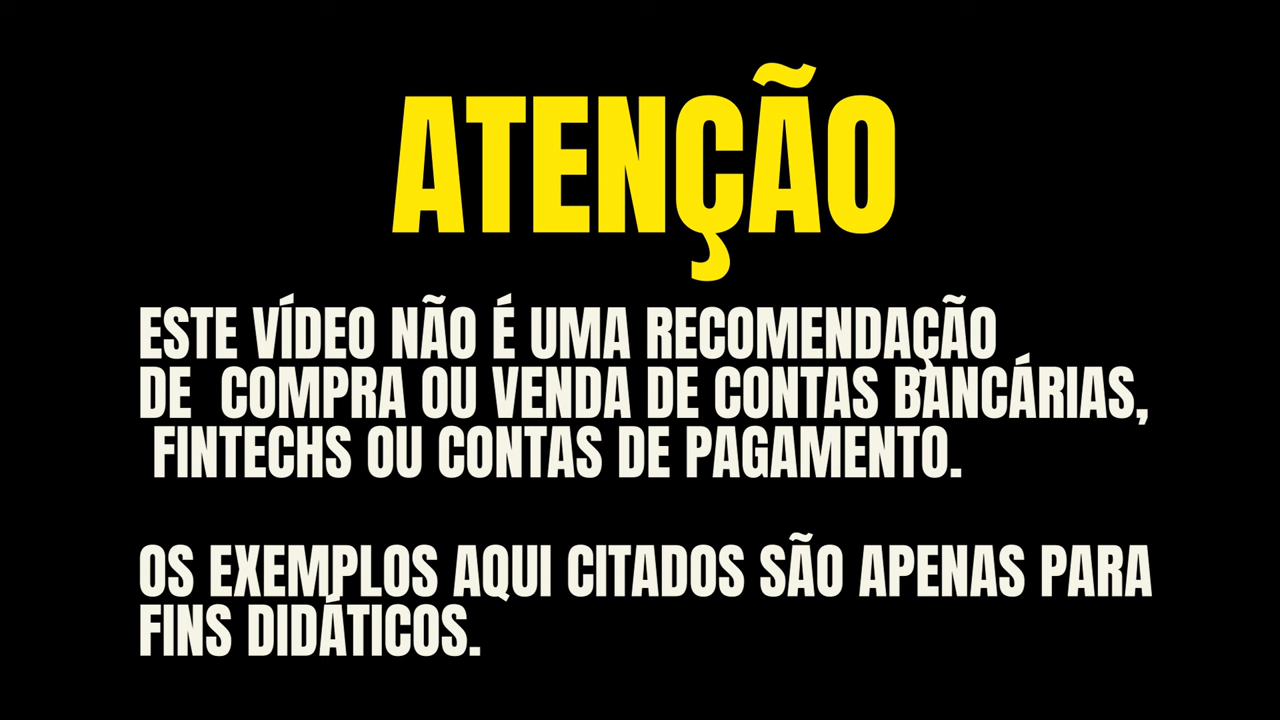 ATENÇÃO
ESTE VÍDEO NÃO É UMA RECOMENDAÇÃO
DE COMPRA OU VENDA DE CONTAS BANCÁRIAS,
FINTECHS OU CONTAS DE PAGAMENTO.
OS EXEMPLOS AQUI CITADOS SÃO APENAS PARA
FINS DIDÁTICOS.